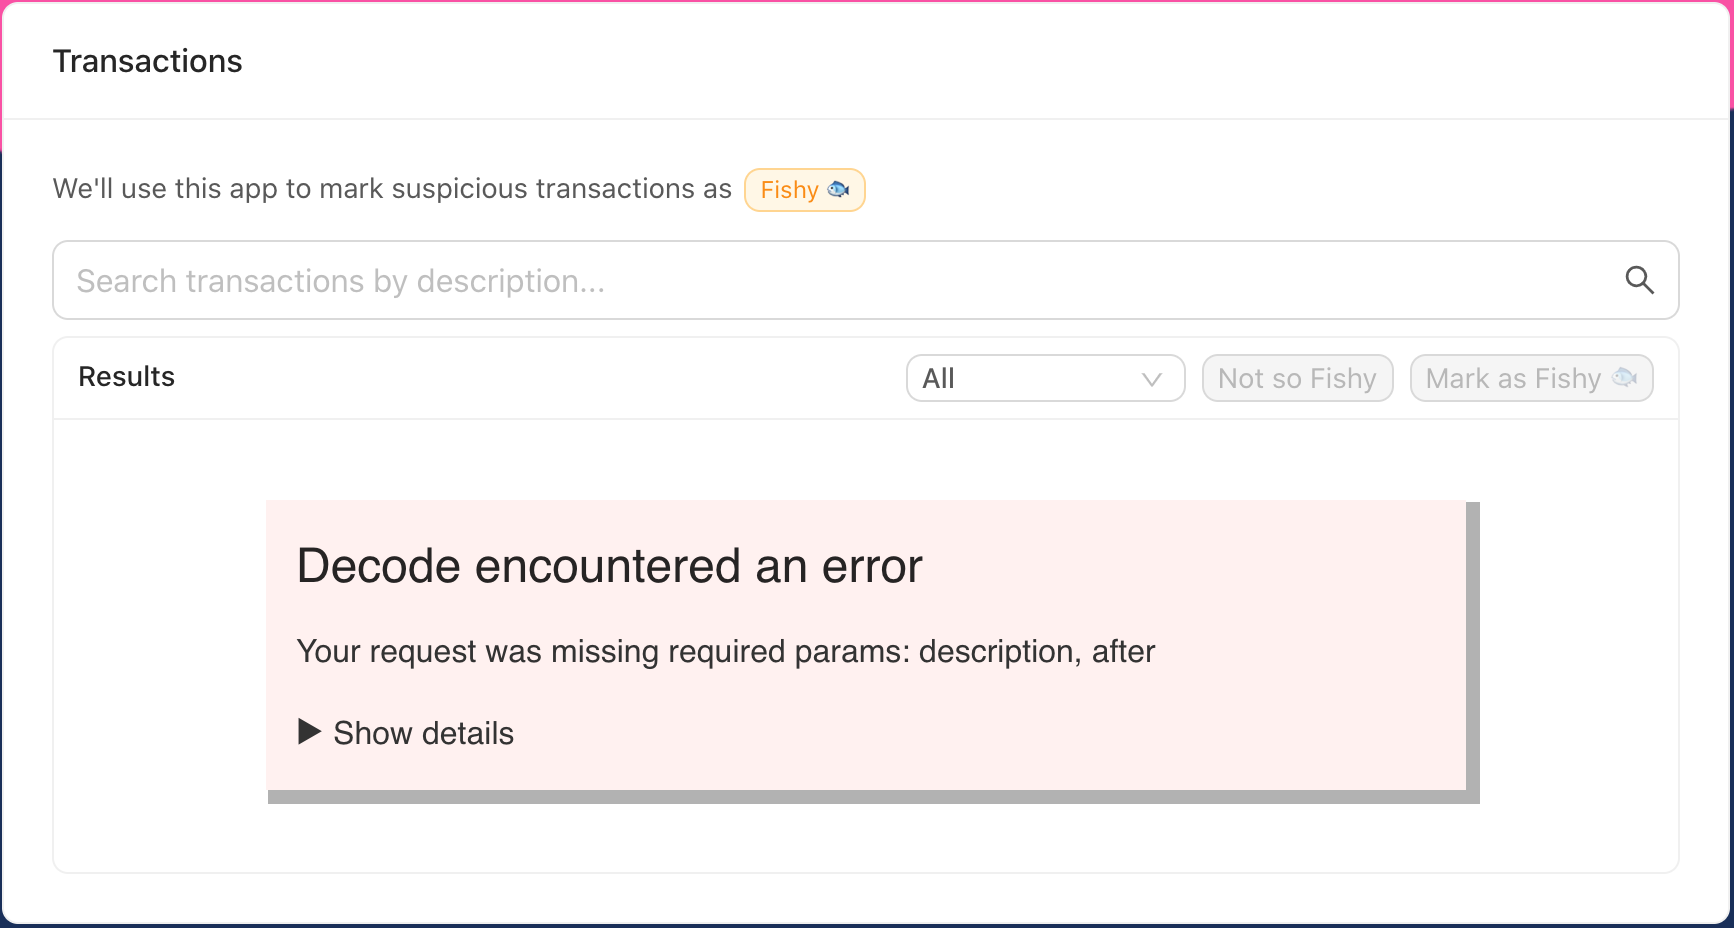 Transactions
We'll use this app to mark suspicious transactions as Fishy 🐟
Search transactions by description...
Results All Not so Fishy Mark as Fishy 🐟
Decode encountered an error
Your request was missing required params: description, after
▶ Show details